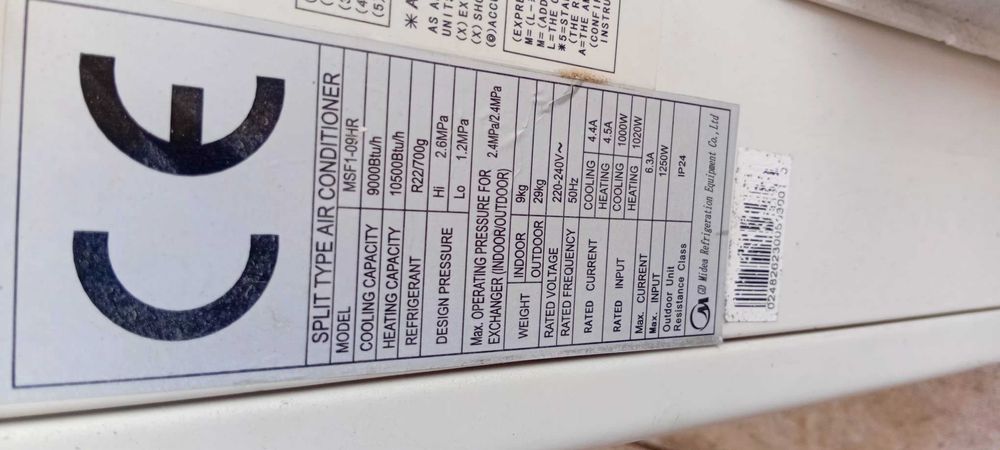 CE
SPLIT TYPE AIR CONDITIONER
MODEL MSF1-09HR
COOLING CAPACITY 9000Btu/h
HEATING CAPACITY 10500Btu/h
REFRIGERANT R22/700g
DESIGN PRESSURE Hi 2.6MPa
Lo 1.2MPa
Max. OPERATING PRESSURE FOR
EXCHANGER (INDOOR/OUTDOOR) 2.4MPa/2.4MPa
WEIGHT INDOOR 9kg
OUTDOOR 29kg
RATED VOLTAGE 220-240V~
RATED FREQUENCY 50Hz
RATED CURRENT COOLING 4.4A
HEATING 4.5A
RATED INPUT COOLING 1000W
HEATING 1020W
Max. CURRENT 6.3A
Max. INPUT 1250W
Outdoor Unit
Resistance Class IP24
GD Midea Refrigeration Equipment Co., Ltd
AS A
UNIT
(X) EX
(X) SHO
(EXPRE
M=(L-
M=(ADD
L=THE
(THE R
A=THE
(CONFI
INSTRU